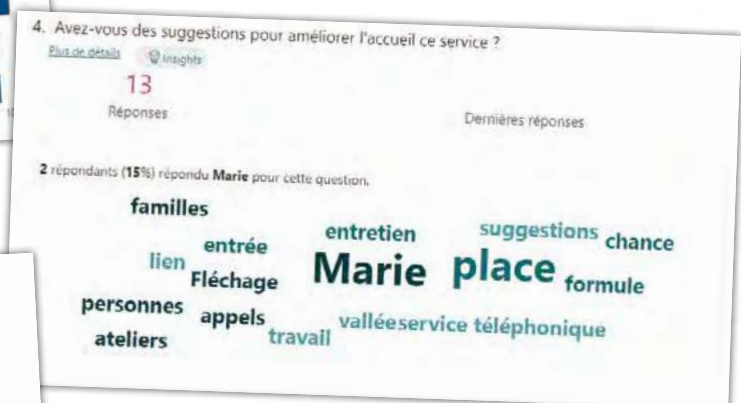 4. Avez-vous des suggestions pour améliorer l'accueil ce service ?
Plus de détails Insights
13
Réponses
Dernières réponses
2 répondants (15%) répondu Marie pour cette question.
familles
entretien suggestions chance
lien entrée Marie place formule
Fléchage
personnes appels valléeservice téléphonique
ateliers travail